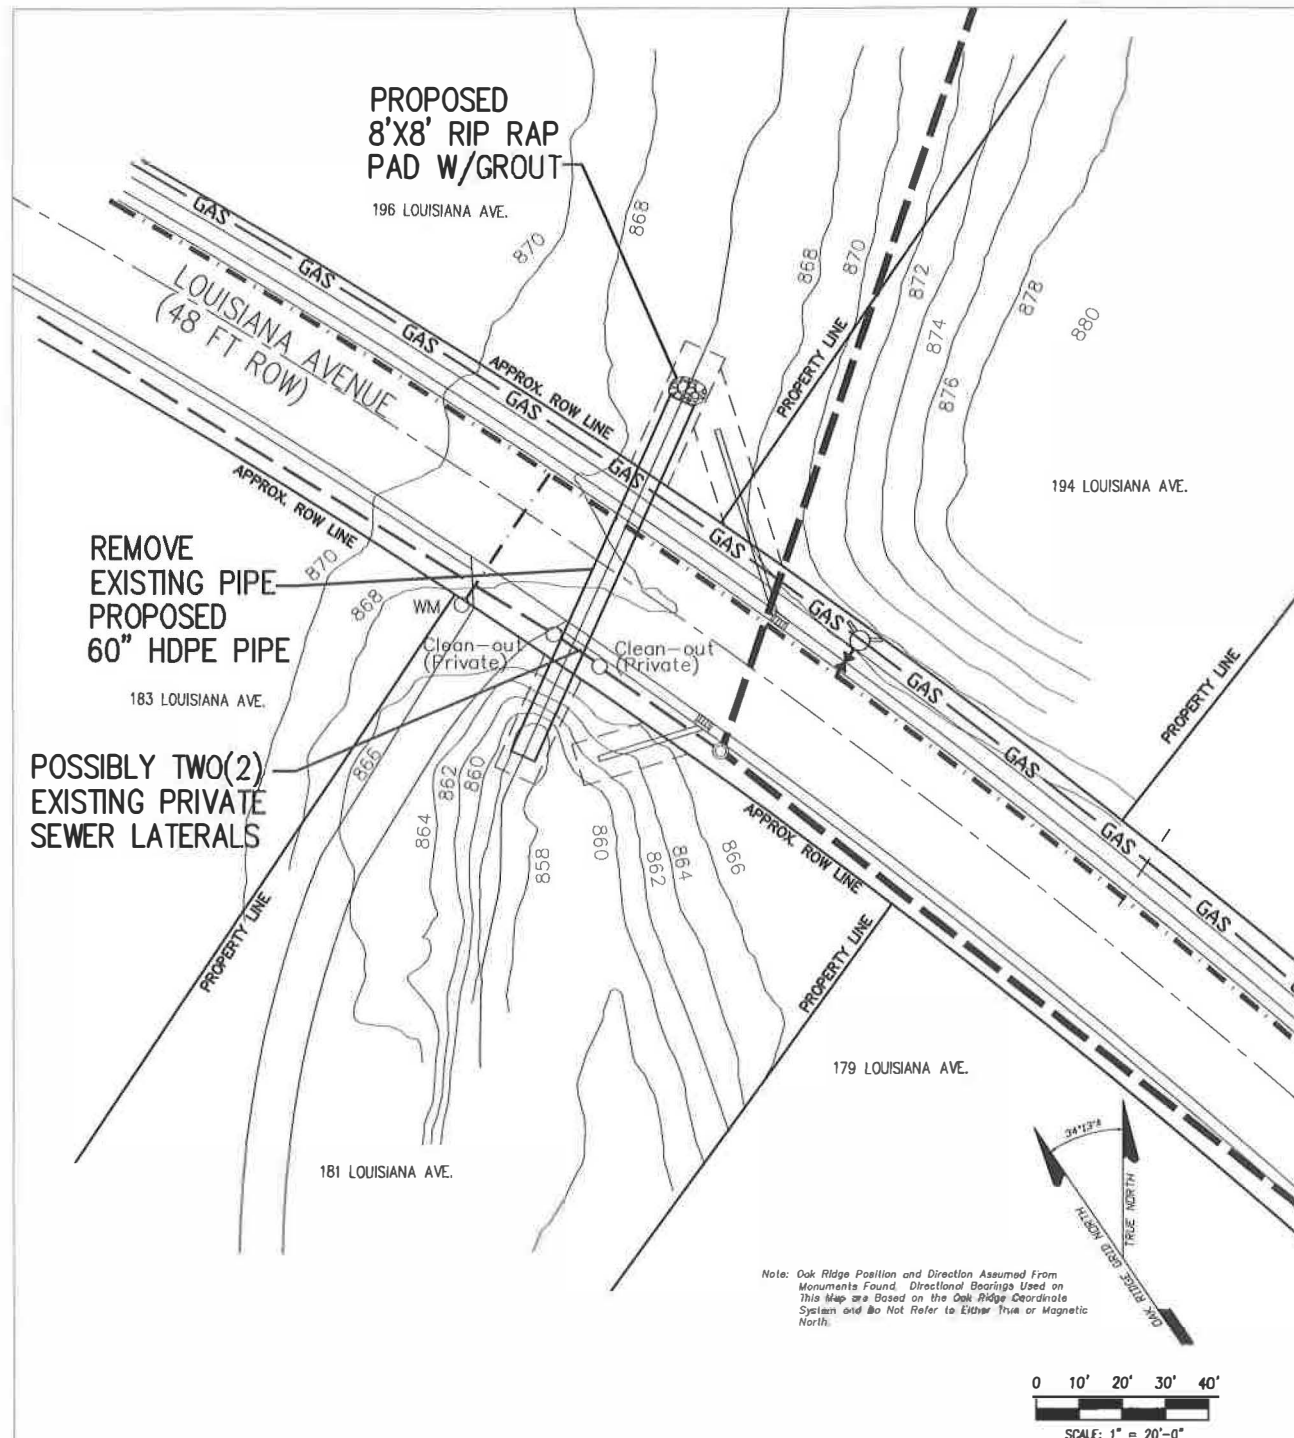 PROPOSED
8'X8' RIP RAP
PAD W/GROUT
196 LOUISIANA AVE.
GAS
GAS
GAS
GAS
GAS
GAS
GAS
GAS
GAS
GAS
GAS
LOUISIANA AVENUE
(48 FT ROW)
APPROX. ROW LINE
APPROX. ROW LINE
APPROX. ROW LINE
870
868
868
870
872
874
876
878
880
PROPERTY LINE
194 LOUISIANA AVE.
PROPERTY LINE
REMOVE
EXISTING PIPE
PROPOSED
60" HDPE PIPE
870
868
WM
Clean-out
(Private)
Clean-out
(Private)
183 LOUISIANA AVE.
POSSIBLY TWO(2)
EXISTING PRIVATE
SEWER LATERALS
866
864
862
860
858
860
862
864
866
PROPERTY LINE
PROPERTY LINE
179 LOUISIANA AVE.
181 LOUISIANA AVE.
TRUE NORTH
OAK RIDGE GRID NORTH
Note: Oak Ridge Position and Direction Assumed From
Monuments Found. Directional Bearings Used on
This Map are Based on the Oak Ridge Coordinate
System and Do Not Refer to Either True or Magnetic
North.
0 10' 20' 30' 40'
SCALE: 1" = 20'-0"